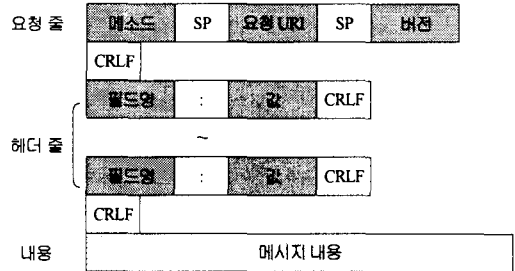 요청 줄 메소드 SP 요청 URI SP 버전
CRLF
필드명 : 값 CRLF
헤더 줄 ~
필드명 : 값 CRLF
CRLF
내용 메시지 내용